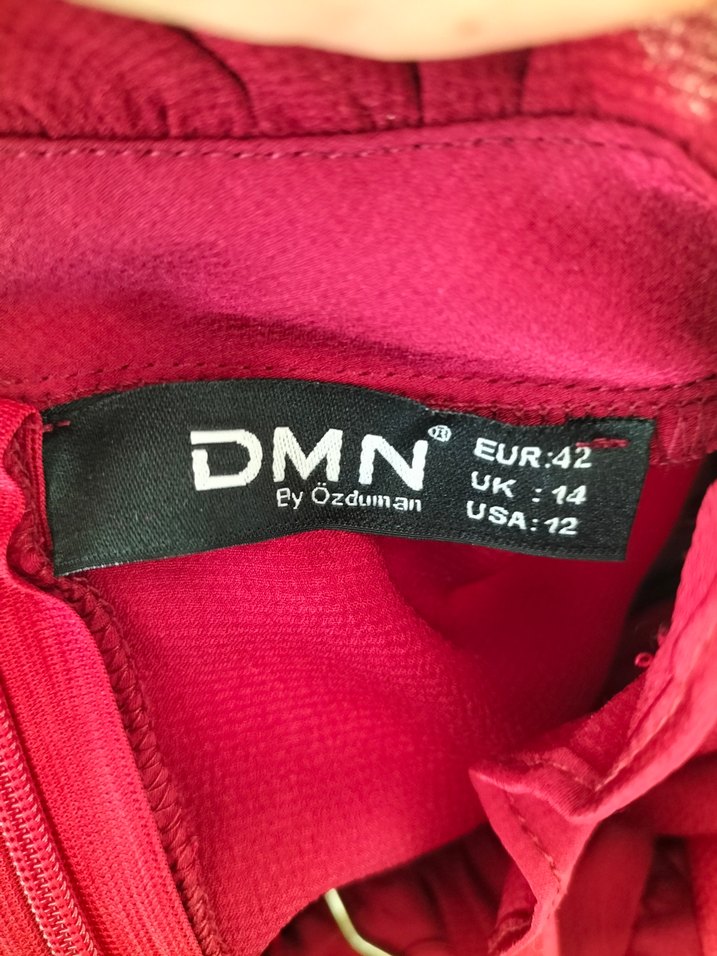 DMN®
By Özduman
EUR:42
UK : 14
USA:12